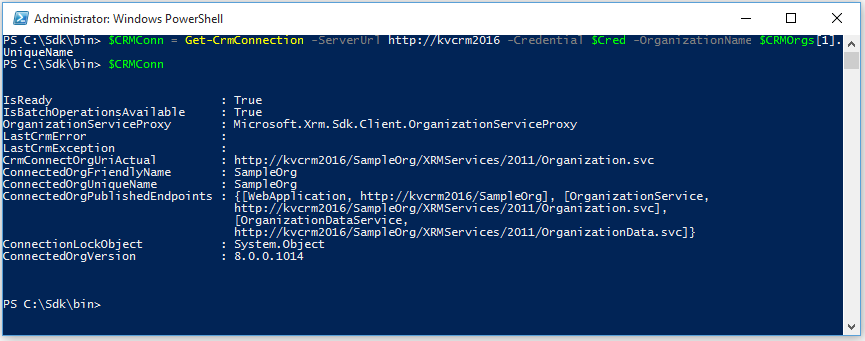 Administrator: Windows PowerShell
PS C:\Sdk\bin> $CRMConn = Get-CrmConnection -ServerUrl http://kvcrm2016 -Credential $Cred -OrganizationName $CRMOrgs[1].
UniqueName
PS C:\Sdk\bin> $CRMConn
IsReady : True
IsBatchOperationsAvailable : True
OrganizationServiceProxy : Microsoft.Xrm.Sdk.Client.OrganizationServiceProxy
LastCrmError :
LastCrmException :
CrmConnectOrgUriActual : http://kvcrm2016/SampleOrg/XRMServices/2011/Organization.svc
ConnectedOrgFriendlyName : SampleOrg
ConnectedOrgUniqueName : SampleOrg
ConnectedOrgPublishedEndpoints : {[WebApplication, http://kvcrm2016/SampleOrg], [OrganizationService,
http://kvcrm2016/SampleOrg/XRMServices/2011/Organization.svc],
[OrganizationDataService,
http://kvcrm2016/SampleOrg/XRMServices/2011/OrganizationData.svc]}
ConnectionLockObject : System.Object
ConnectedOrgVersion : 8.0.0.1014
PS C:\Sdk\bin>